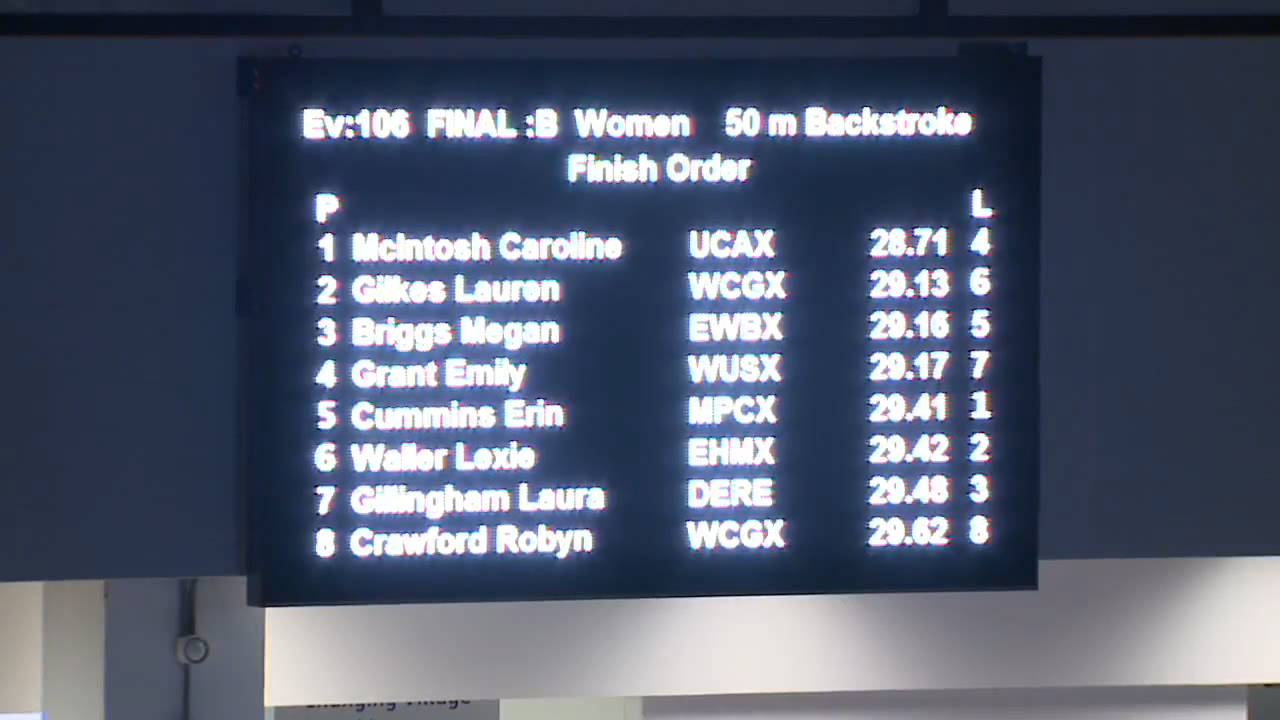 Ev:106 FINAL :B Women 50 m Backstroke
Finish Order
P L
1 McIntosh Caroline UCAX 28.71 4
2 Gilkes Lauren WCGX 29.13 6
3 Briggs Megan EWBX 29.16 5
4 Grant Emily WUSX 29.17 7
5 Cummins Erin MPCX 29.41 1
6 Waller Lexie EHMX 29.42 2
7 Gillingham Laura DERE 29.48 3
8 Crawford Robyn WCGX 29.62 8
Changing Village